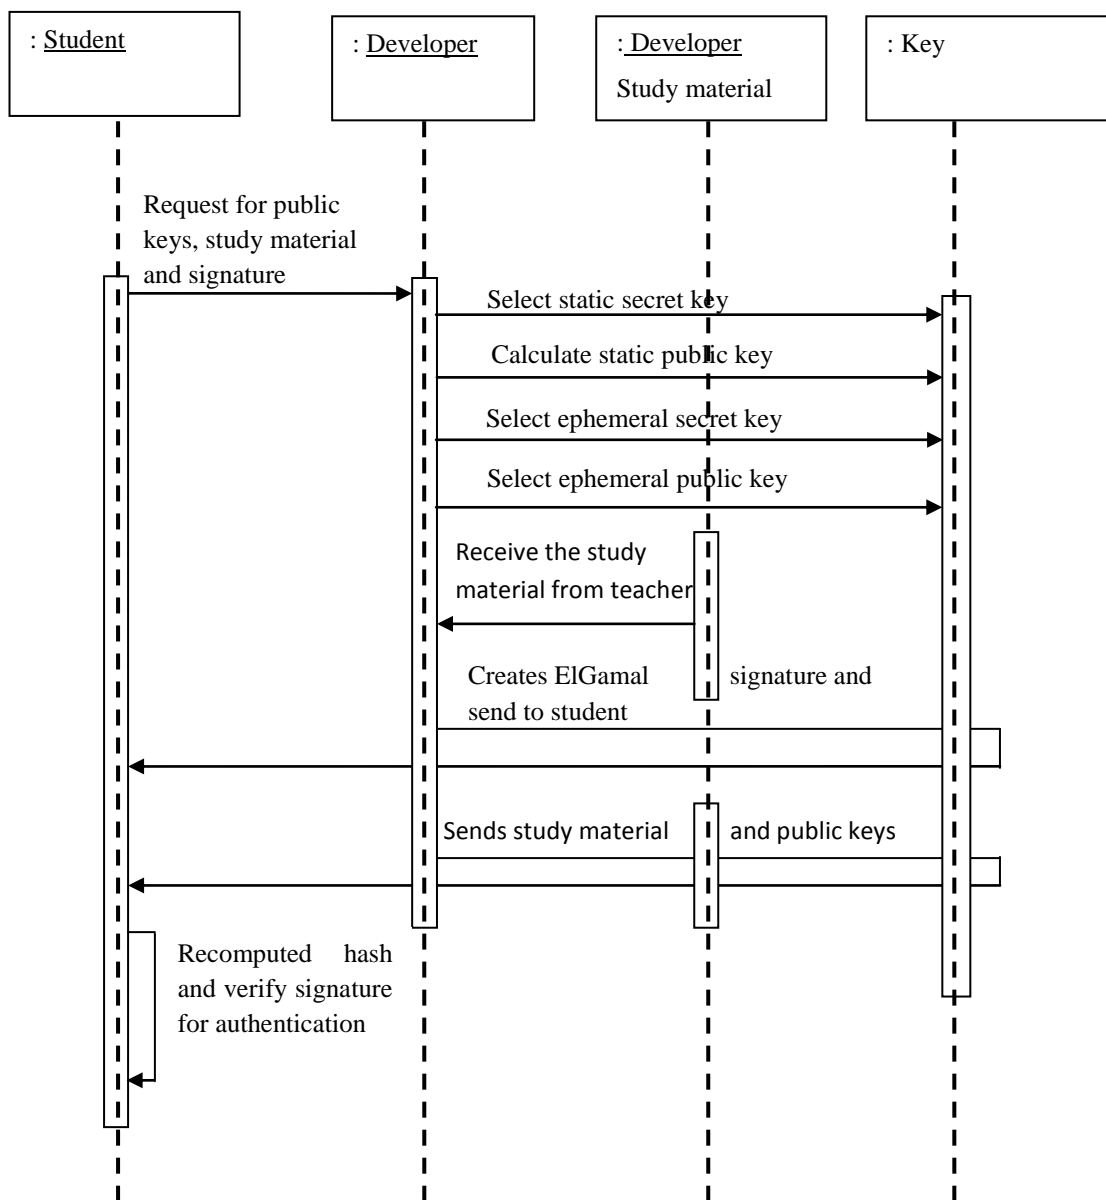 : Student
: Developer
: Developer
Study material
: Key
Request for public
keys, study material
and signature
Select static secret key
Calculate static public key
Select ephemeral secret key
Select ephemeral public key
Receive the study
material from teacher
Creates ElGamal signature and
send to student
Sends study material and public keys
Recomputed hash
and verify signature
for authentication